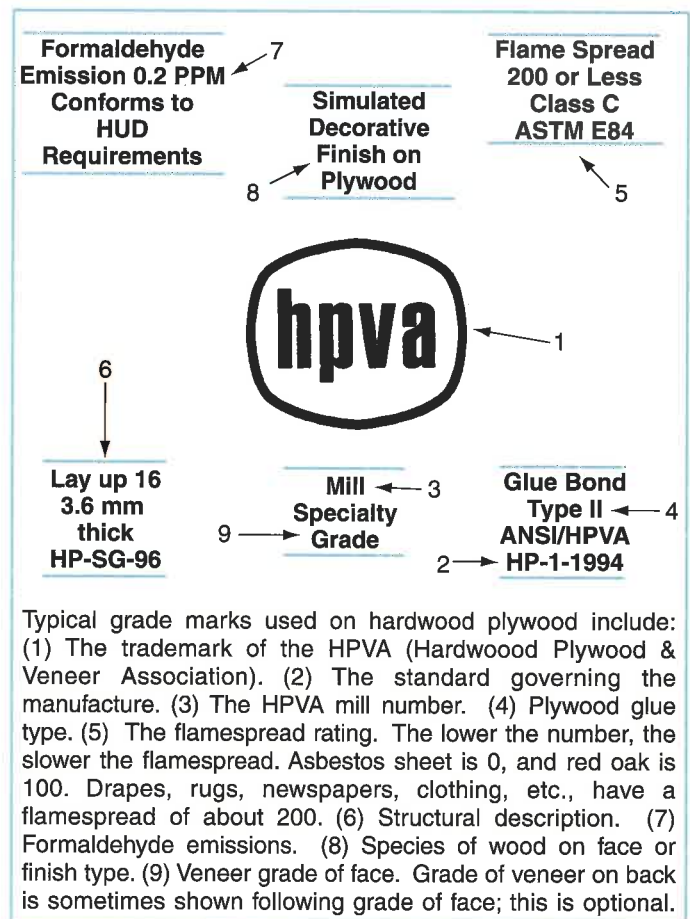 Formaldehyde
Emission 0.2 PPM
Conforms to
HUD
Requirements
7
Simulated
Decorative
Finish on
Plywood
8
Flame Spread
200 or Less
Class C
ASTM E84
5
hpva
1
6
Lay up 16
3.6 mm
thick
HP-SG-96
Mill
Specialty
Grade
3
9
Glue Bond
Type II
ANSI/HPVA
HP-1-1994
4
2
Typical grade marks used on hardwood plywood include:
(1) The trademark of the HPVA (Hardwoood Plywood &
Veneer Association). (2) The standard governing the
manufacture. (3) The HPVA mill number. (4) Plywood glue
type. (5) The flamespread rating. The lower the number, the
slower the flamespread. Asbestos sheet is 0, and red oak is
100. Drapes, rugs, newspapers, clothing, etc., have a
flamespread of about 200. (6) Structural description. (7)
Formaldehyde emissions. (8) Species of wood on face or
finish type. (9) Veneer grade of face. Grade of veneer on back
is sometimes shown following grade of face; this is optional.